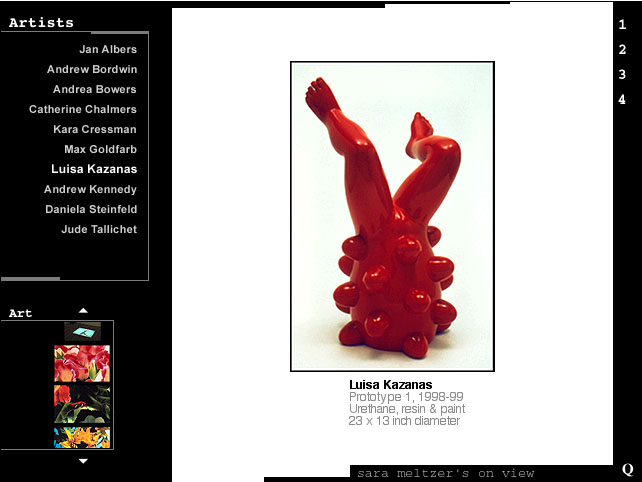 Artists
Jan Albers
Andrew Bordwin
Andrea Bowers
Catherine Chalmers
Kara Cressman
Max Goldfarb
Luisa Kazanas
Andrew Kennedy
Daniela Steinfeld
Jude Tallichet
Art
1
2
3
4
Luisa Kazanas
Prototype 1, 1998-99
Urethane, resin & paint
23 x 13 inch diameter
sara meltzer's on view
Q